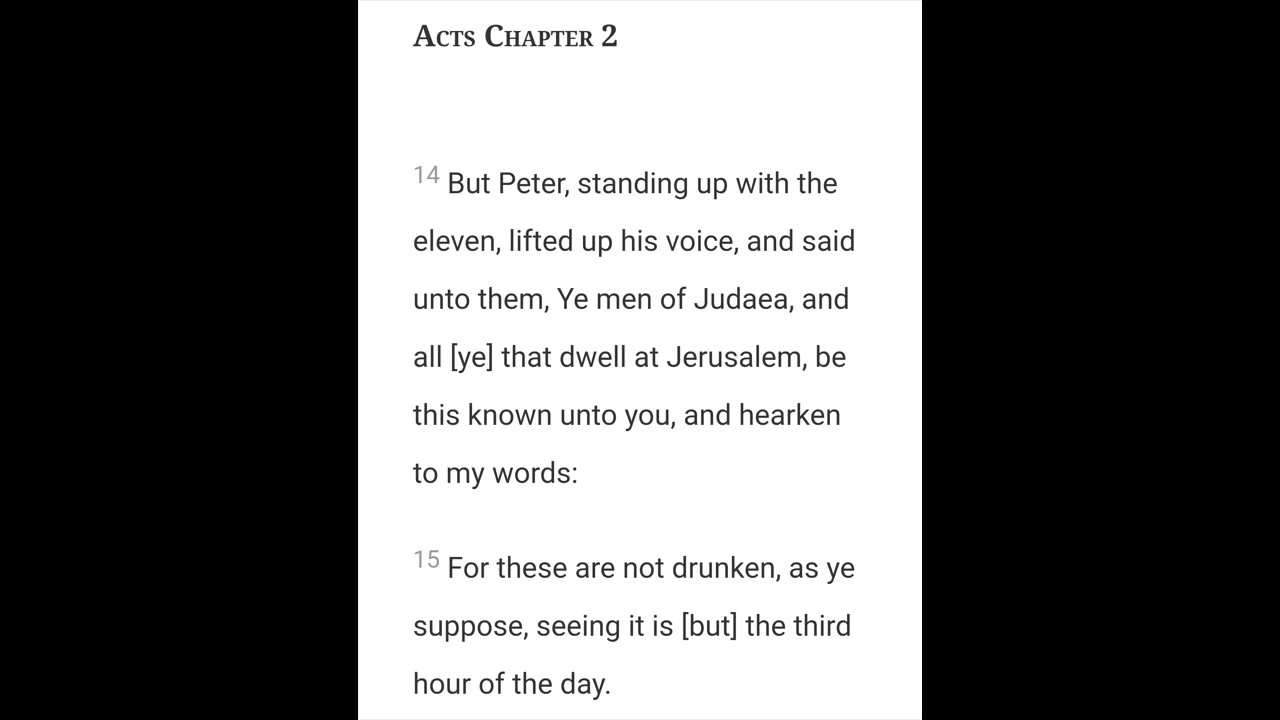 Acts Chapter 2
14 But Peter, standing up with the
eleven, lifted up his voice, and said
unto them, Ye men of Judaea, and
all [ye] that dwell at Jerusalem, be
this known unto you, and hearken
to my words:
15 For these are not drunken, as ye
suppose, seeing it is [but] the third
hour of the day.